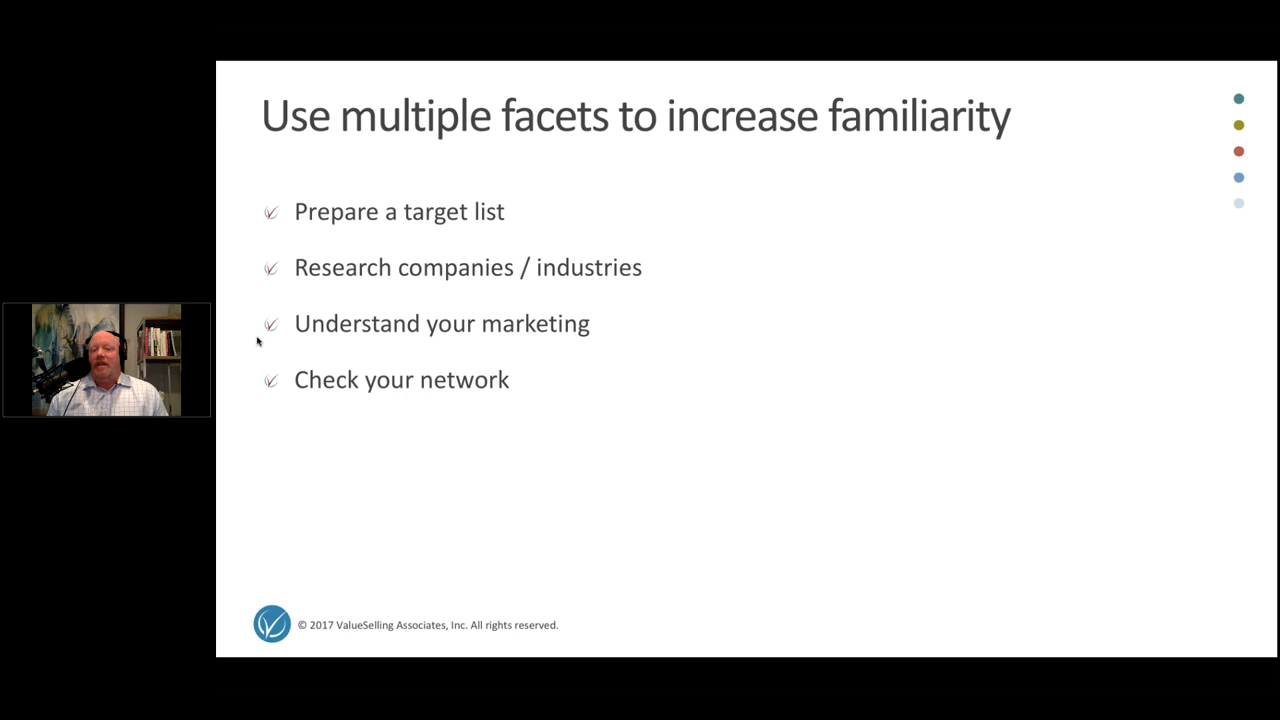 Use multiple facets to increase familiarity
Prepare a target list
Research companies / industries
Understand your marketing
Check your network
© 2017 ValueSelling Associates, Inc. All rights reserved.